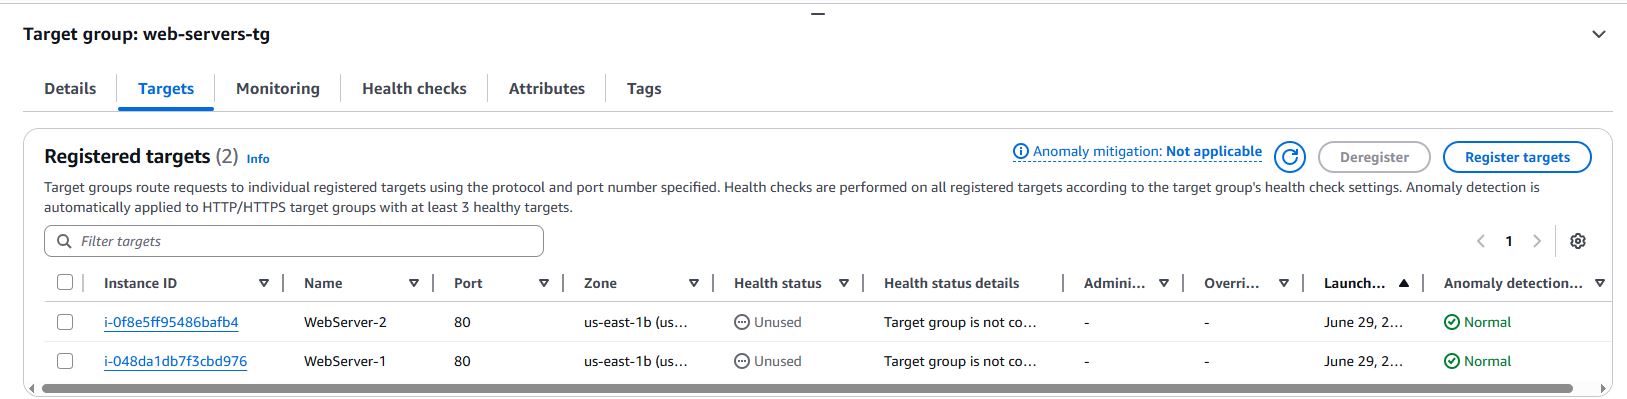 Target group: web-servers-tg
Details Targets Monitoring Health checks Attributes Tags
Registered targets (2) Info Anomaly mitigation: Not applicable Deregister Register targets
Target groups route requests to individual registered targets using the protocol and port number specified. Health checks are performed on all registered targets according to the target group's health check settings. Anomaly detection is
automatically applied to HTTP/HTTPS target groups with at least 3 healthy targets.
Filter targets 1
Instance ID Name Port Zone Health status Health status details Admini... Overri... Launch... Anomaly detection...
i-0f8e5ff95486bafb4 WebServer-2 80 us-east-1b (us... Unused Target group is not co... - - June 29, 2... Normal
i-048da1db7f3cbd976 WebServer-1 80 us-east-1b (us... Unused Target group is not co... - - June 29, 2... Normal